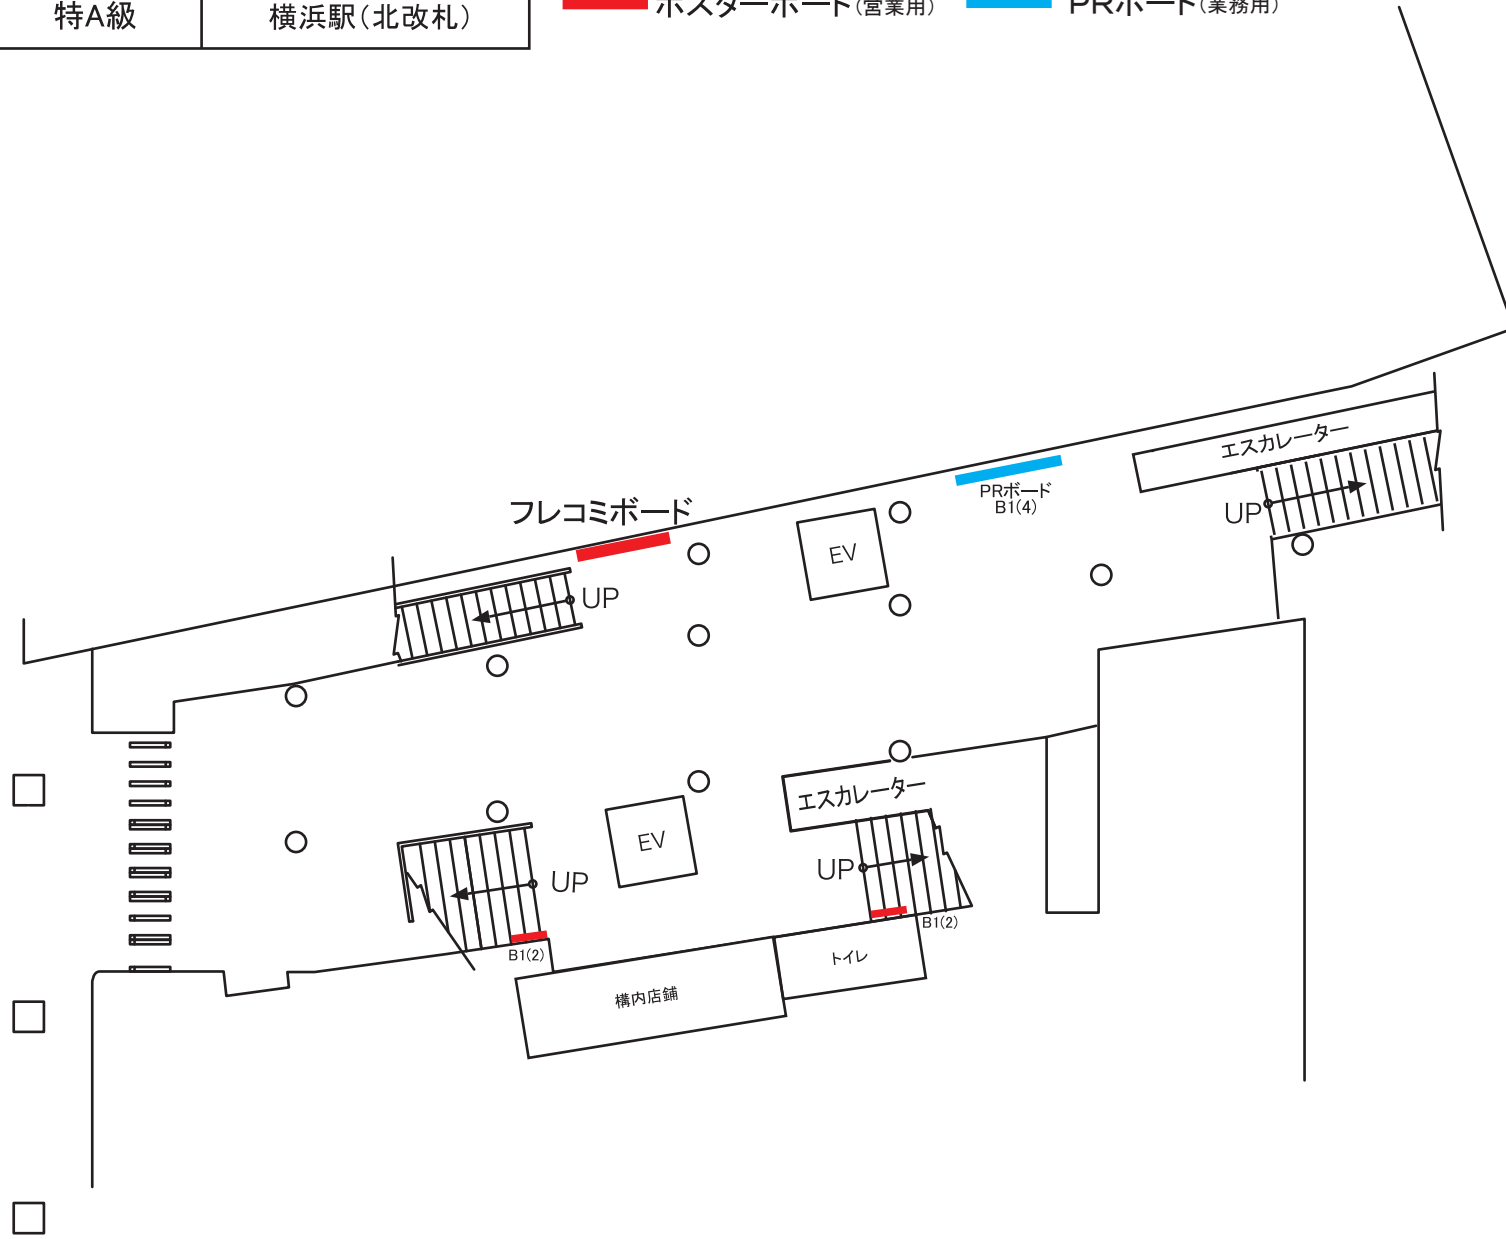 特A級
横浜駅（北改札）
ポスターボード（営業用）
PRボード（業務用）
エスカレーター
PRボード
B1(4)
フレコミボード
UP
EV
UP
エスカレーター
EV
UP
UP
B1(2)
B1(2)
トイレ
構内店舗